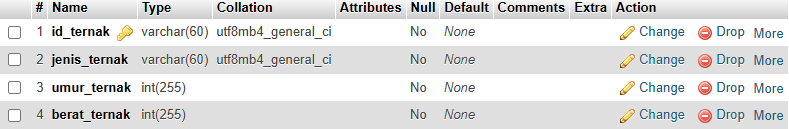 # Name Type Collation Attributes Null Default Comments Extra Action
1 id_ternak varchar(60) utf8mb4_general_ci No None Change Drop More
2 jenis_ternak varchar(60) utf8mb4_general_ci No None Change Drop More
3 umur_ternak int(255) No None Change Drop More
4 berat_ternak int(255) No None Change Drop More